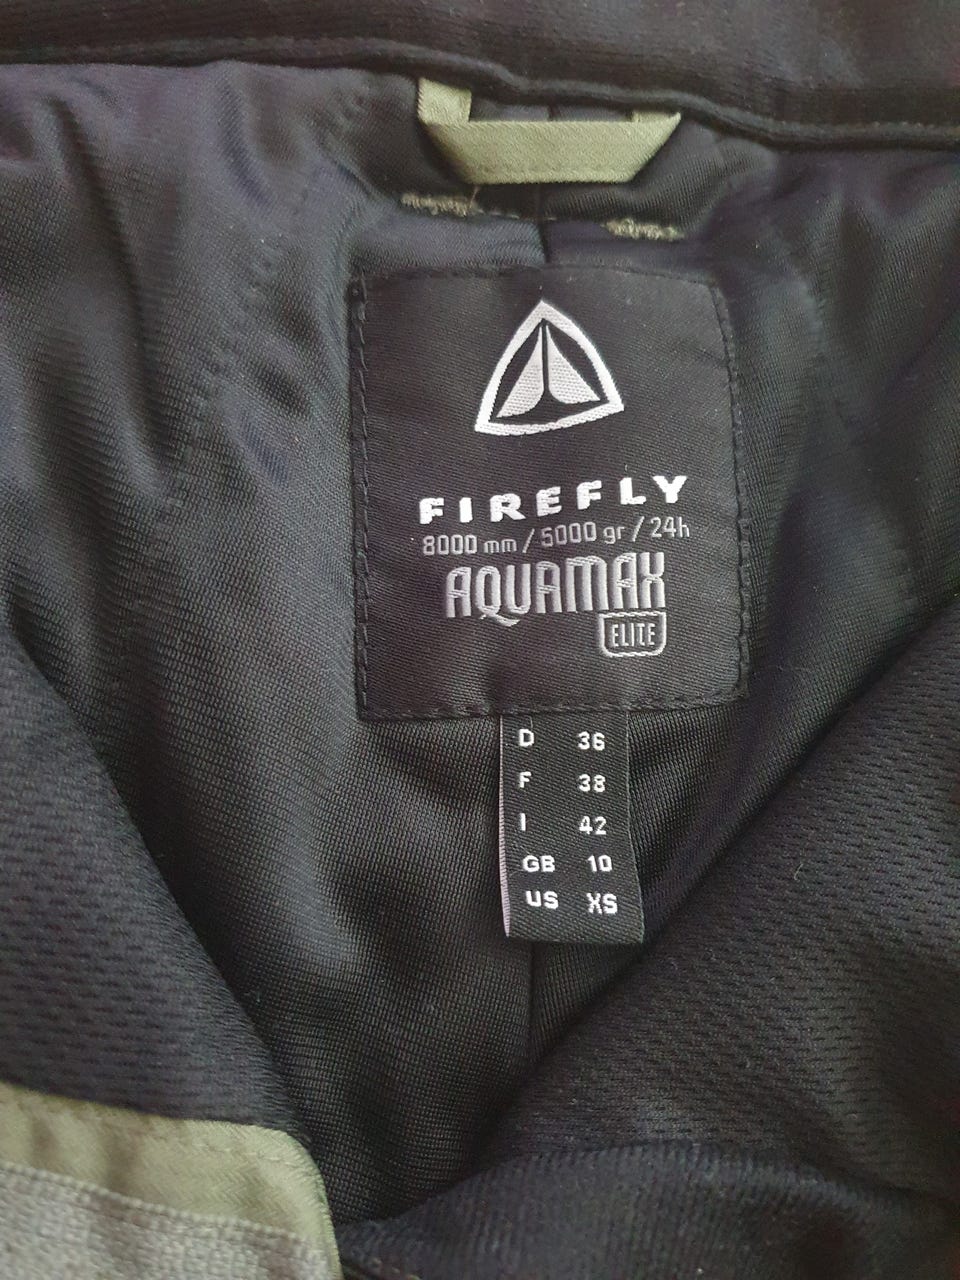 FIREFLY
8000 mm / 5000 gr / 24h
AQUAMAX
ELITE
D 36
F 38
I 42
GB 10
US XS